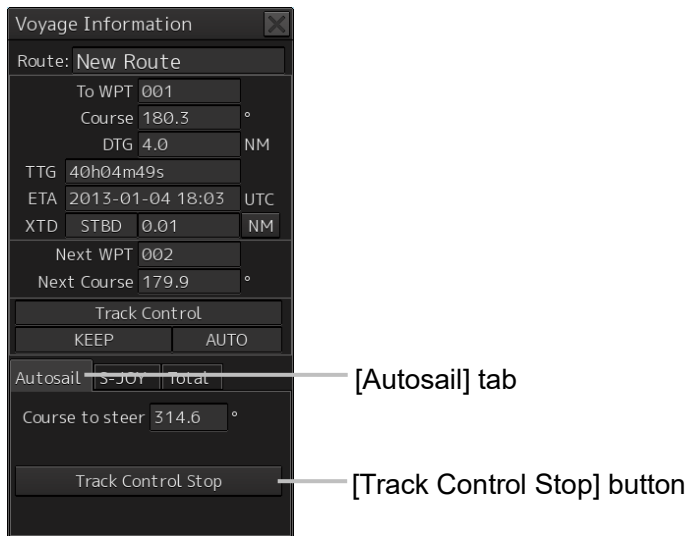 Voyage Information
Route: New Route
To WPT 001
Course 180.3 °
DTG 4.0 NM
TTG 40h04m49s
ETA 2013-01-04 18:03 UTC
XTD STBD 0.01 NM
Next WPT 002
Next Course 179.9 °
Track Control
KEEP AUTO
Autosail S-JOY Total
[Autosail] tab
Course to steer 314.6 °
Track Control Stop
[Track Control Stop] button